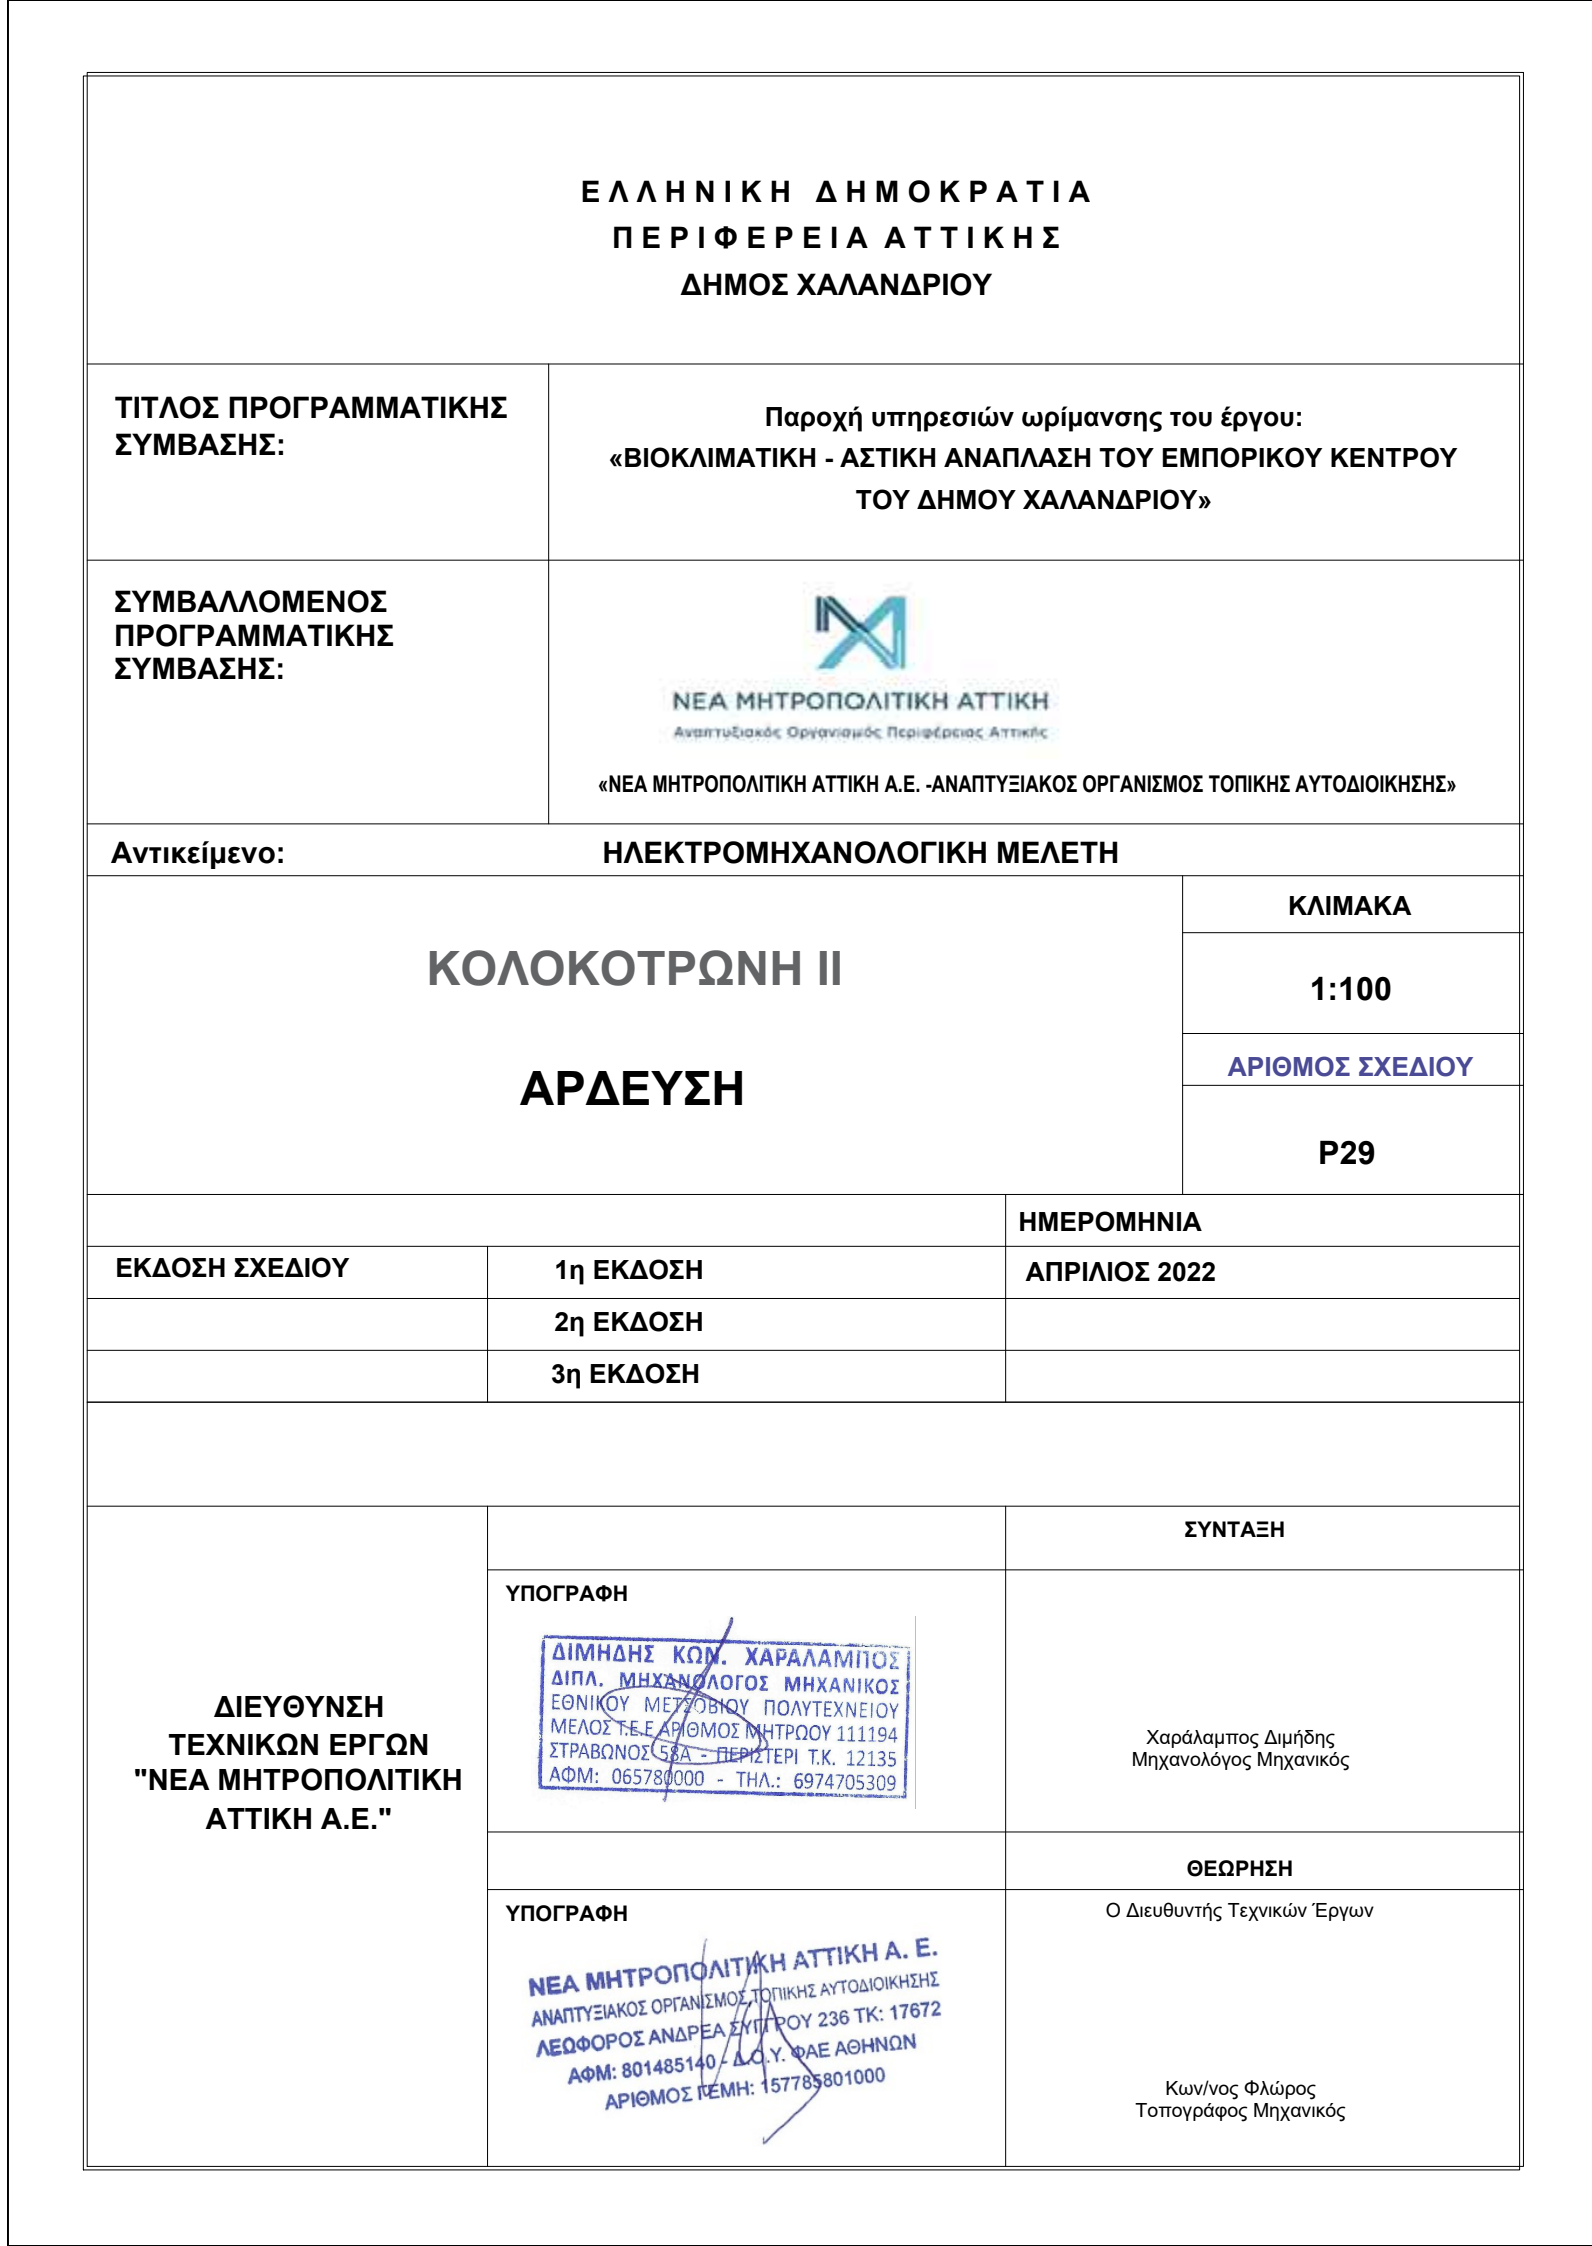 Ε Λ Λ Η Ν Ι Κ Η  Δ Η Μ Ο Κ Ρ Α Τ Ι Α
Π Ε Ρ Ι Φ Ε Ρ Ε Ι Α  Α Τ Τ Ι Κ Η Σ
ΔΗΜΟΣ ΧΑΛΑΝΔΡΙΟΥ
ΤΙΤΛΟΣ ΠΡΟΓΡΑΜΜΑΤΙΚΗΣ
ΣΥΜΒΑΣΗΣ:
Παροχή υπηρεσιών ωρίμανσης του έργου:
«ΒΙΟΚΛΙΜΑΤΙΚΗ - ΑΣΤΙΚΗ ΑΝΑΠΛΑΣΗ ΤΟΥ ΕΜΠΟΡΙΚΟΥ ΚΕΝΤΡΟΥ
ΤΟΥ ΔΗΜΟΥ ΧΑΛΑΝΔΡΙΟΥ»
ΣΥΜΒΑΛΛΟΜΕΝΟΣ
ΠΡΟΓΡΑΜΜΑΤΙΚΗΣ
ΣΥΜΒΑΣΗΣ:
ΝΕΑ ΜΗΤΡΟΠΟΛΙΤΙΚΗ ΑΤΤΙΚΗ
Αναπτυξιακός Οργανισμός Περιφέρειας Αττικής
«ΝΕΑ ΜΗΤΡΟΠΟΛΙΤΙΚΗ ΑΤΤΙΚΗ Α.Ε. -ΑΝΑΠΤΥΞΙΑΚΟΣ ΟΡΓΑΝΙΣΜΟΣ ΤΟΠΙΚΗΣ ΑΥΤΟΔΙΟΙΚΗΣΗΣ»
Αντικείμενο: ΗΛΕΚΤΡΟΜΗΧΑΝΟΛΟΓΙΚΗ ΜΕΛΕΤΗ
ΚΟΛΟΚΟΤΡΩΝΗ ΙΙ
ΑΡΔΕΥΣΗ
ΚΛΙΜΑΚΑ
1:100
ΑΡΙΘΜΟΣ ΣΧΕΔΙΟΥ
P29
ΗΜΕΡΟΜΗΝΙΑ
ΕΚΔΟΣΗ ΣΧΕΔΙΟΥ 1η ΕΚΔΟΣΗ ΑΠΡΙΛΙΟΣ 2022
2η ΕΚΔΟΣΗ
3η ΕΚΔΟΣΗ
ΔΙΕΥΘΥΝΣΗ
ΤΕΧΝΙΚΩΝ ΕΡΓΩΝ
"ΝΕΑ ΜΗΤΡΟΠΟΛΙΤΙΚΗ
ΑΤΤΙΚΗ Α.Ε."
ΣΥΝΤΑΞΗ
ΥΠΟΓΡΑΦΗ
ΔΙΜΗΔΗΣ ΚΩΝ. ΧΑΡΑΛΑΜΠΟΣ
ΔΙΠΛ. ΜΗΧΑΝΟΛΟΓΟΣ ΜΗΧΑΝΙΚΟΣ
ΕΘΝΙΚΟΥ ΜΕΤΣΟΒΙΟΥ ΠΟΛΥΤΕΧΝΕΙΟΥ
ΜΕΛΟΣ Τ.Ε.Ε ΑΡΙΘΜΟΣ ΜΗΤΡΩΟΥ 111194
ΣΤΡΑΒΩΝΟΣ 58Α - ΠΕΡΙΣΤΕΡΙ Τ.Κ. 12135
ΑΦΜ: 065780000 - ΤΗΛ.: 6974705309
Χαράλαμπος Διμήδης
Μηχανολόγος Μηχανικός
ΘΕΩΡΗΣΗ
ΥΠΟΓΡΑΦΗ
ΝΕΑ ΜΗΤΡΟΠΟΛΙΤΙΚΗ ΑΤΤΙΚΗ Α. Ε.
ΑΝΑΠΤΥΞΙΑΚΟΣ ΟΡΓΑΝΙΣΜΟΣ ΤΟΠΙΚΗΣ ΑΥΤΟΔΙΟΙΚΗΣΗΣ
ΛΕΩΦΟΡΟΣ ΑΝΔΡΕΑ ΣΥΓΓΡΟΥ 236 ΤΚ: 17672
ΑΦΜ: 801485140 - Δ.Ο.Υ. ΦΑΕ ΑΘΗΝΩΝ
ΑΡΙΘΜΟΣ ΓΕΜΗ: 157785801000
Ο Διευθυντής Τεχνικών Έργων
Κων/νος Φλώρος
Τοπογράφος Μηχανικός